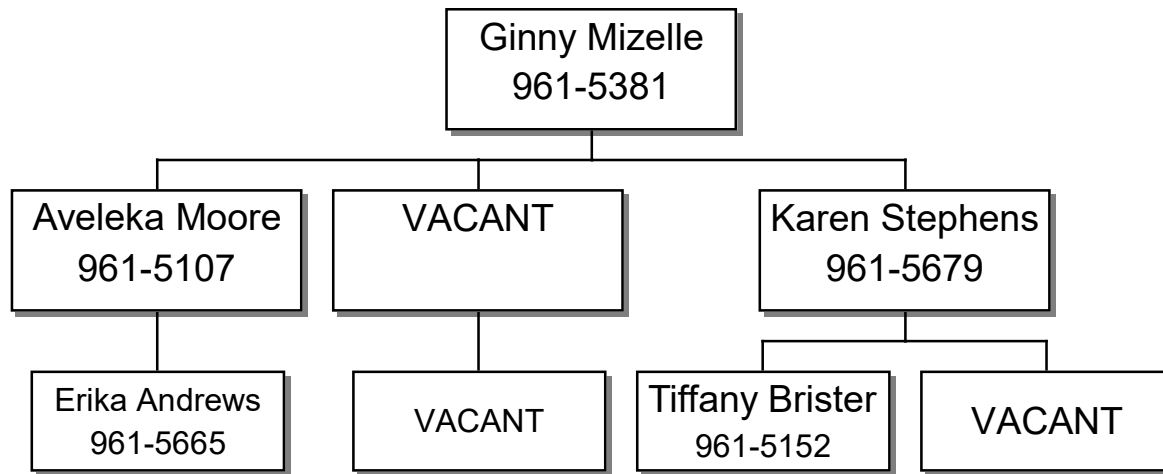 Ginny Mizelle
961-5381
Aveleka Moore
961-5107
VACANT
Karen Stephens
961-5679
Erika Andrews
961-5665
VACANT
Tiffany Brister
961-5152
VACANT